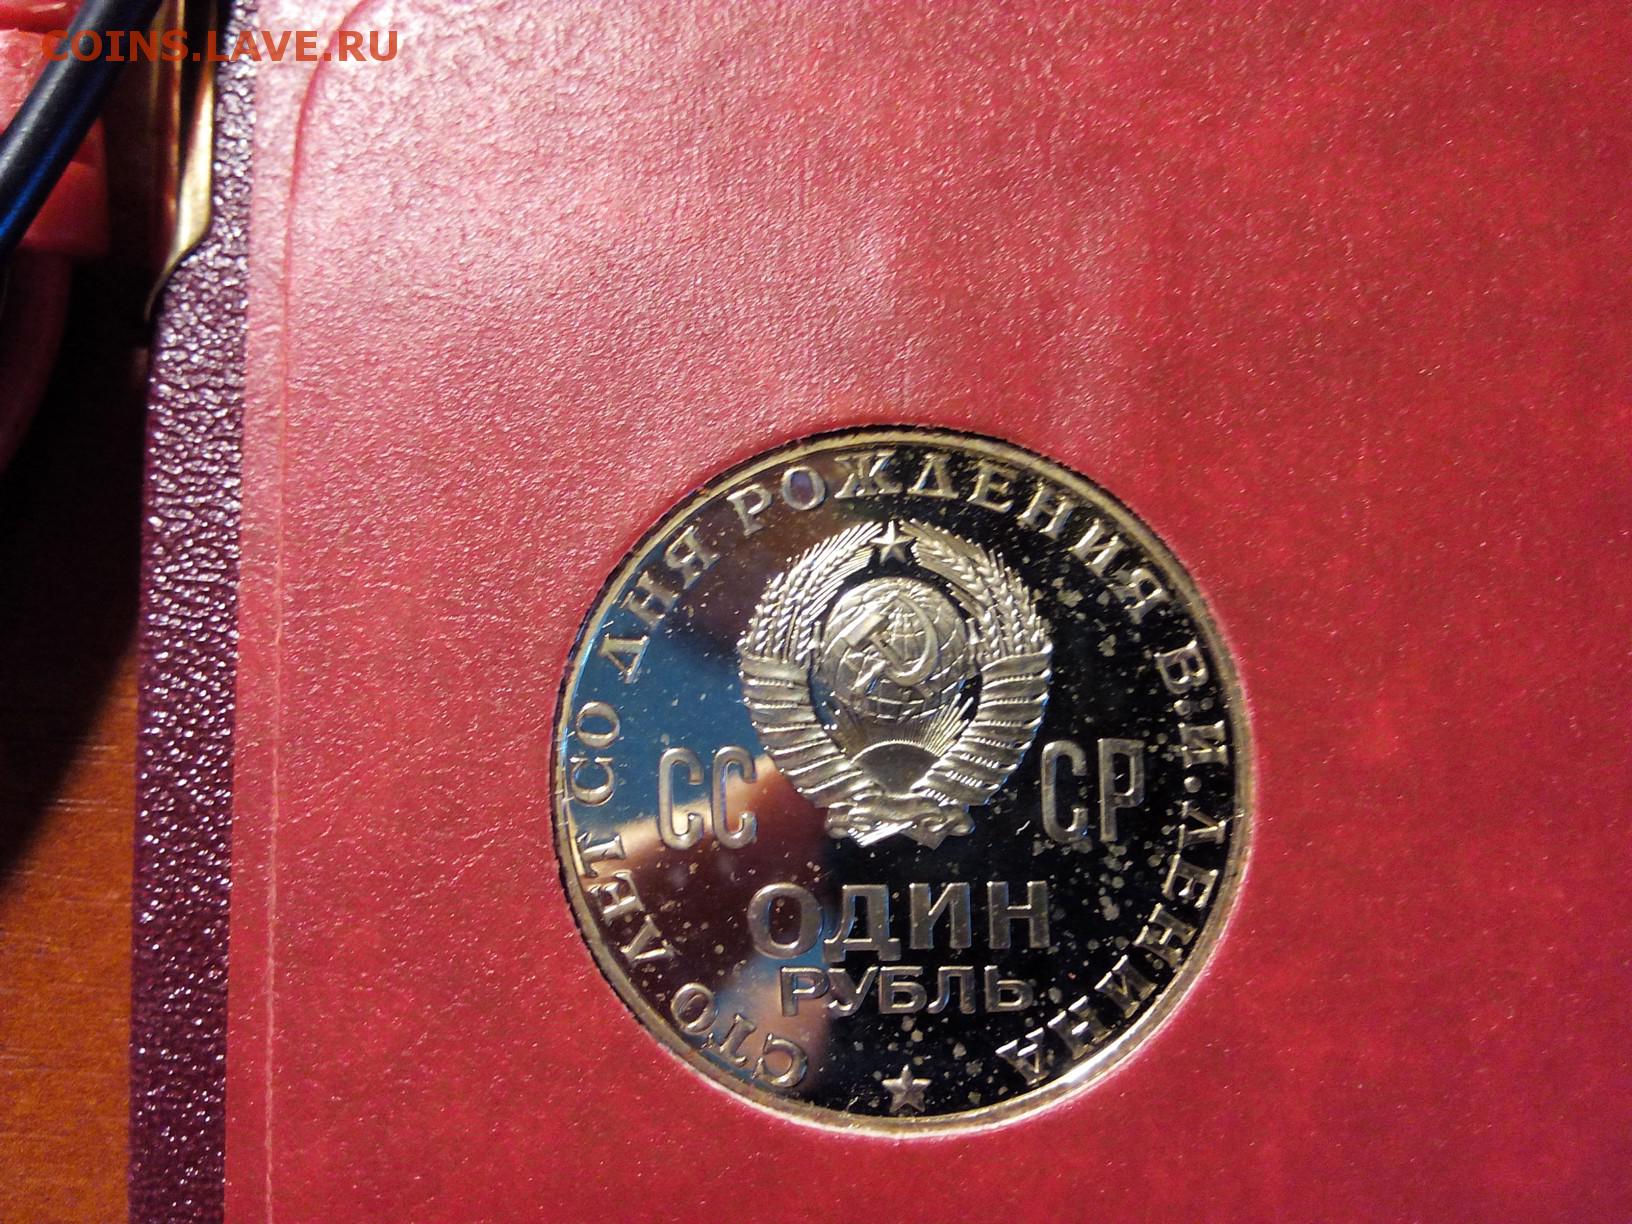 COINS.LAVE.RU
СТО ЛЕТ СО ДНЯ РОЖДЕНИЯ В.И.ЛЕНИНА
СС СР
ОДИН
РУБЛЬ